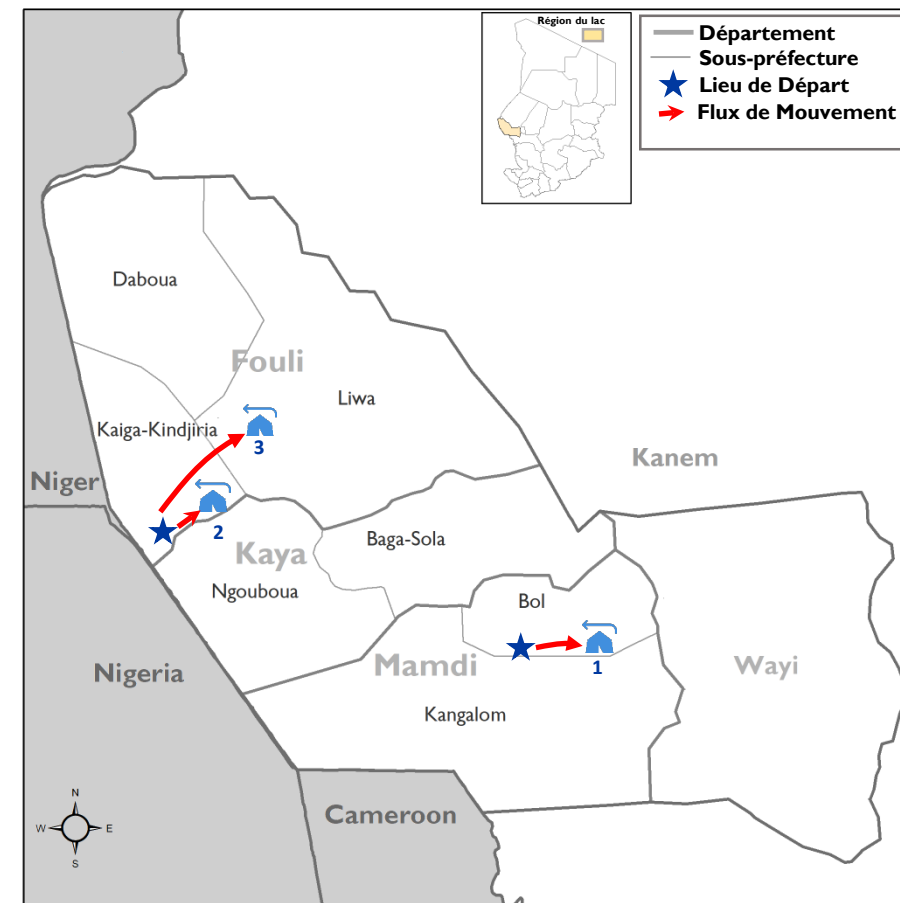 Région du lac
Département
Sous-préfecture
Lieu de Départ
Flux de Mouvement
Daboua
Fouli
Liwa
Kaiga-Kindjiria
3
Kanem
Niger
2
Baga-Sola
Kaya
Ngouboua
Bol
Mamdi
1
Wayi
Nigeria
Kangalom
Cameroon
N
W
E
S